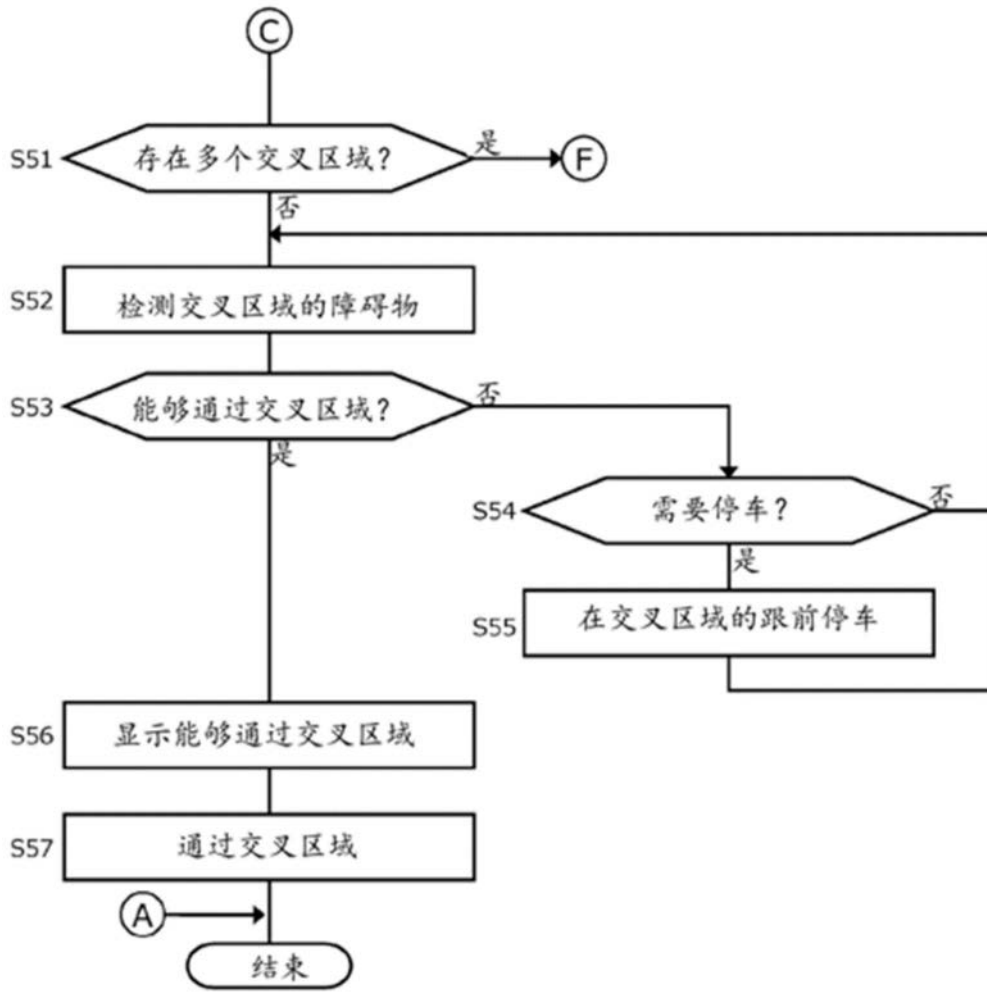 C
S51 存在多个交叉区域? 是 F
否
S52 检测交叉区域的障碍物
S53 能够通过交叉区域? 否
是
S54 需要停车? 否
是
S55 在交叉区域的跟前停车
S56 显示能够通过交叉区域
S57 通过交叉区域
A
结束